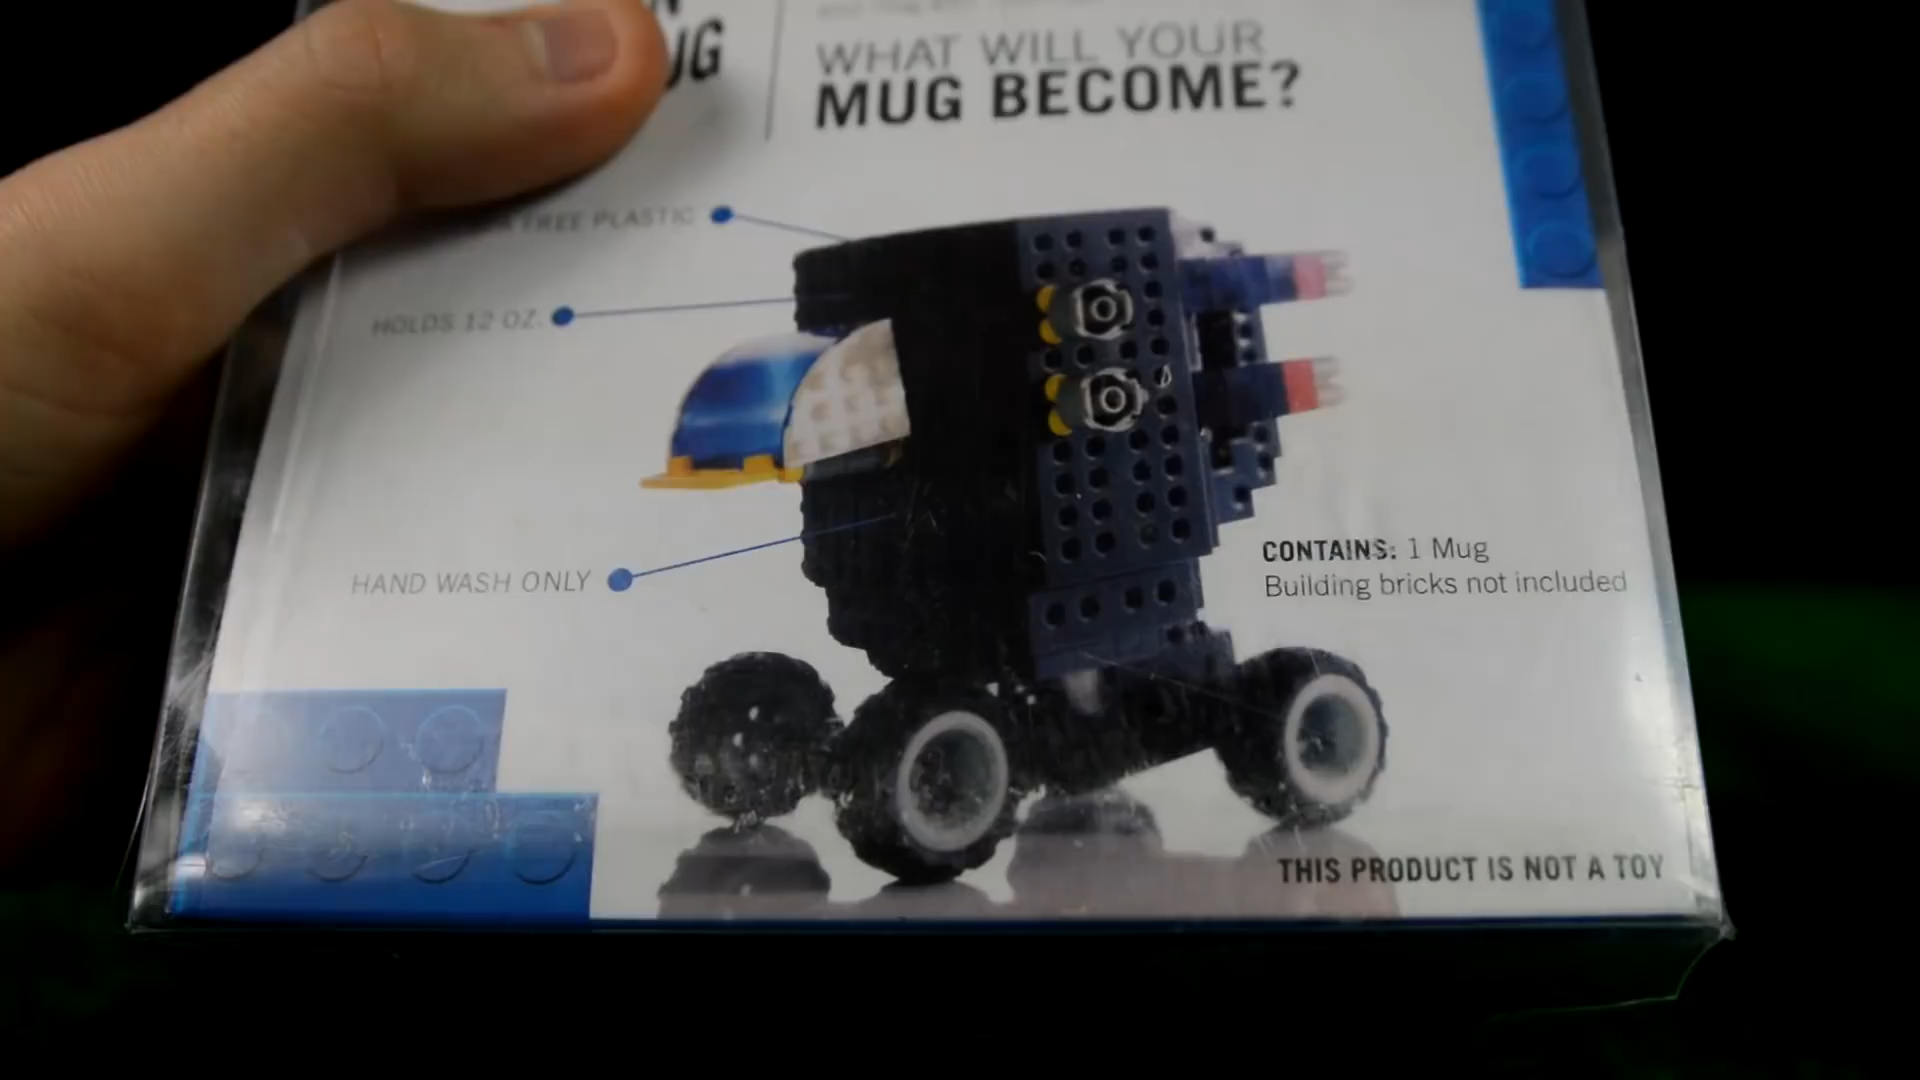 WHAT WILL YOUR
MUG BECOME?
FREE PLASTIC
HOLDS 12 OZ.
HAND WASH ONLY
CONTAINS: 1 Mug
Building bricks not included
THIS PRODUCT IS NOT A TOY